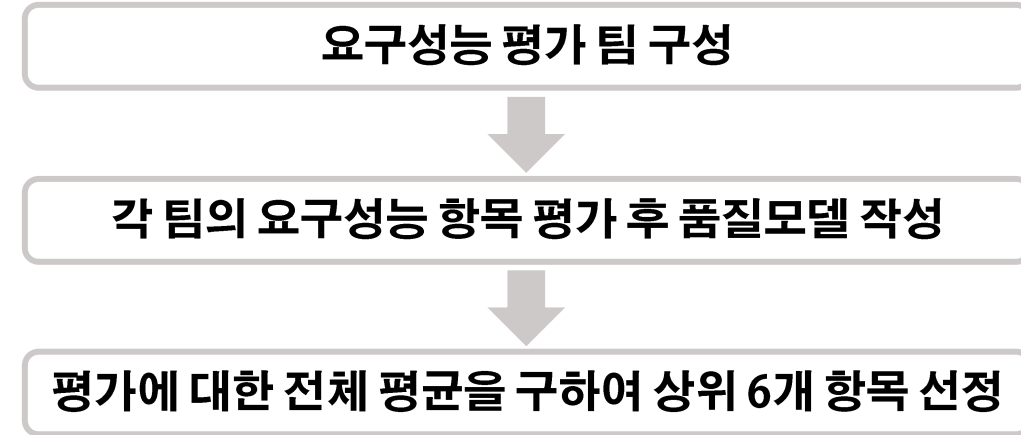 요구성능 평가 팀 구성
각 팀의 요구성능 항목 평가 후 품질모델 작성
평가에 대한 전체 평균을 구하여 상위 6개 항목 선정